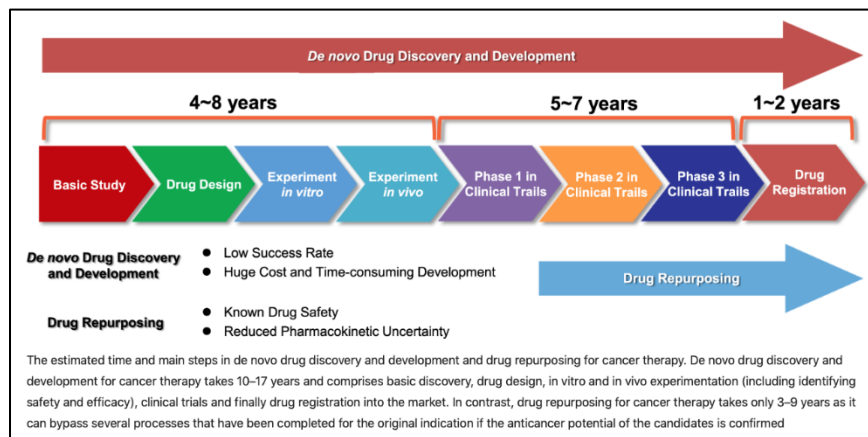 De novo Drug Discovery and Development
4~8 years
5~7 years
1~2 years
Basic Study
Drug Design
Experiment
in vitro
Experiment
in vivo
Phase 1 in
Clinical Trails
Phase 2 in
Clinical Trails
Phase 3 in
Clinical Trails
Drug
Registration
De novo Drug Discovery
and Development
● Low Success Rate
● Huge Cost and Time-consuming Development
Drug Repurposing
Drug Repurposing
● Known Drug Safety
● Reduced Pharmacokinetic Uncertainty
The estimated time and main steps in de novo drug discovery and development and drug repurposing for cancer therapy. De novo drug discovery and
development for cancer therapy takes 10–17 years and comprises basic discovery, drug design, in vitro and in vivo experimentation (including identifying
safety and efficacy), clinical trials and finally drug registration into the market. In contrast, drug repurposing for cancer therapy takes only 3–9 years as it
can bypass several processes that have been completed for the original indication if the anticancer potential of the candidates is confirmed